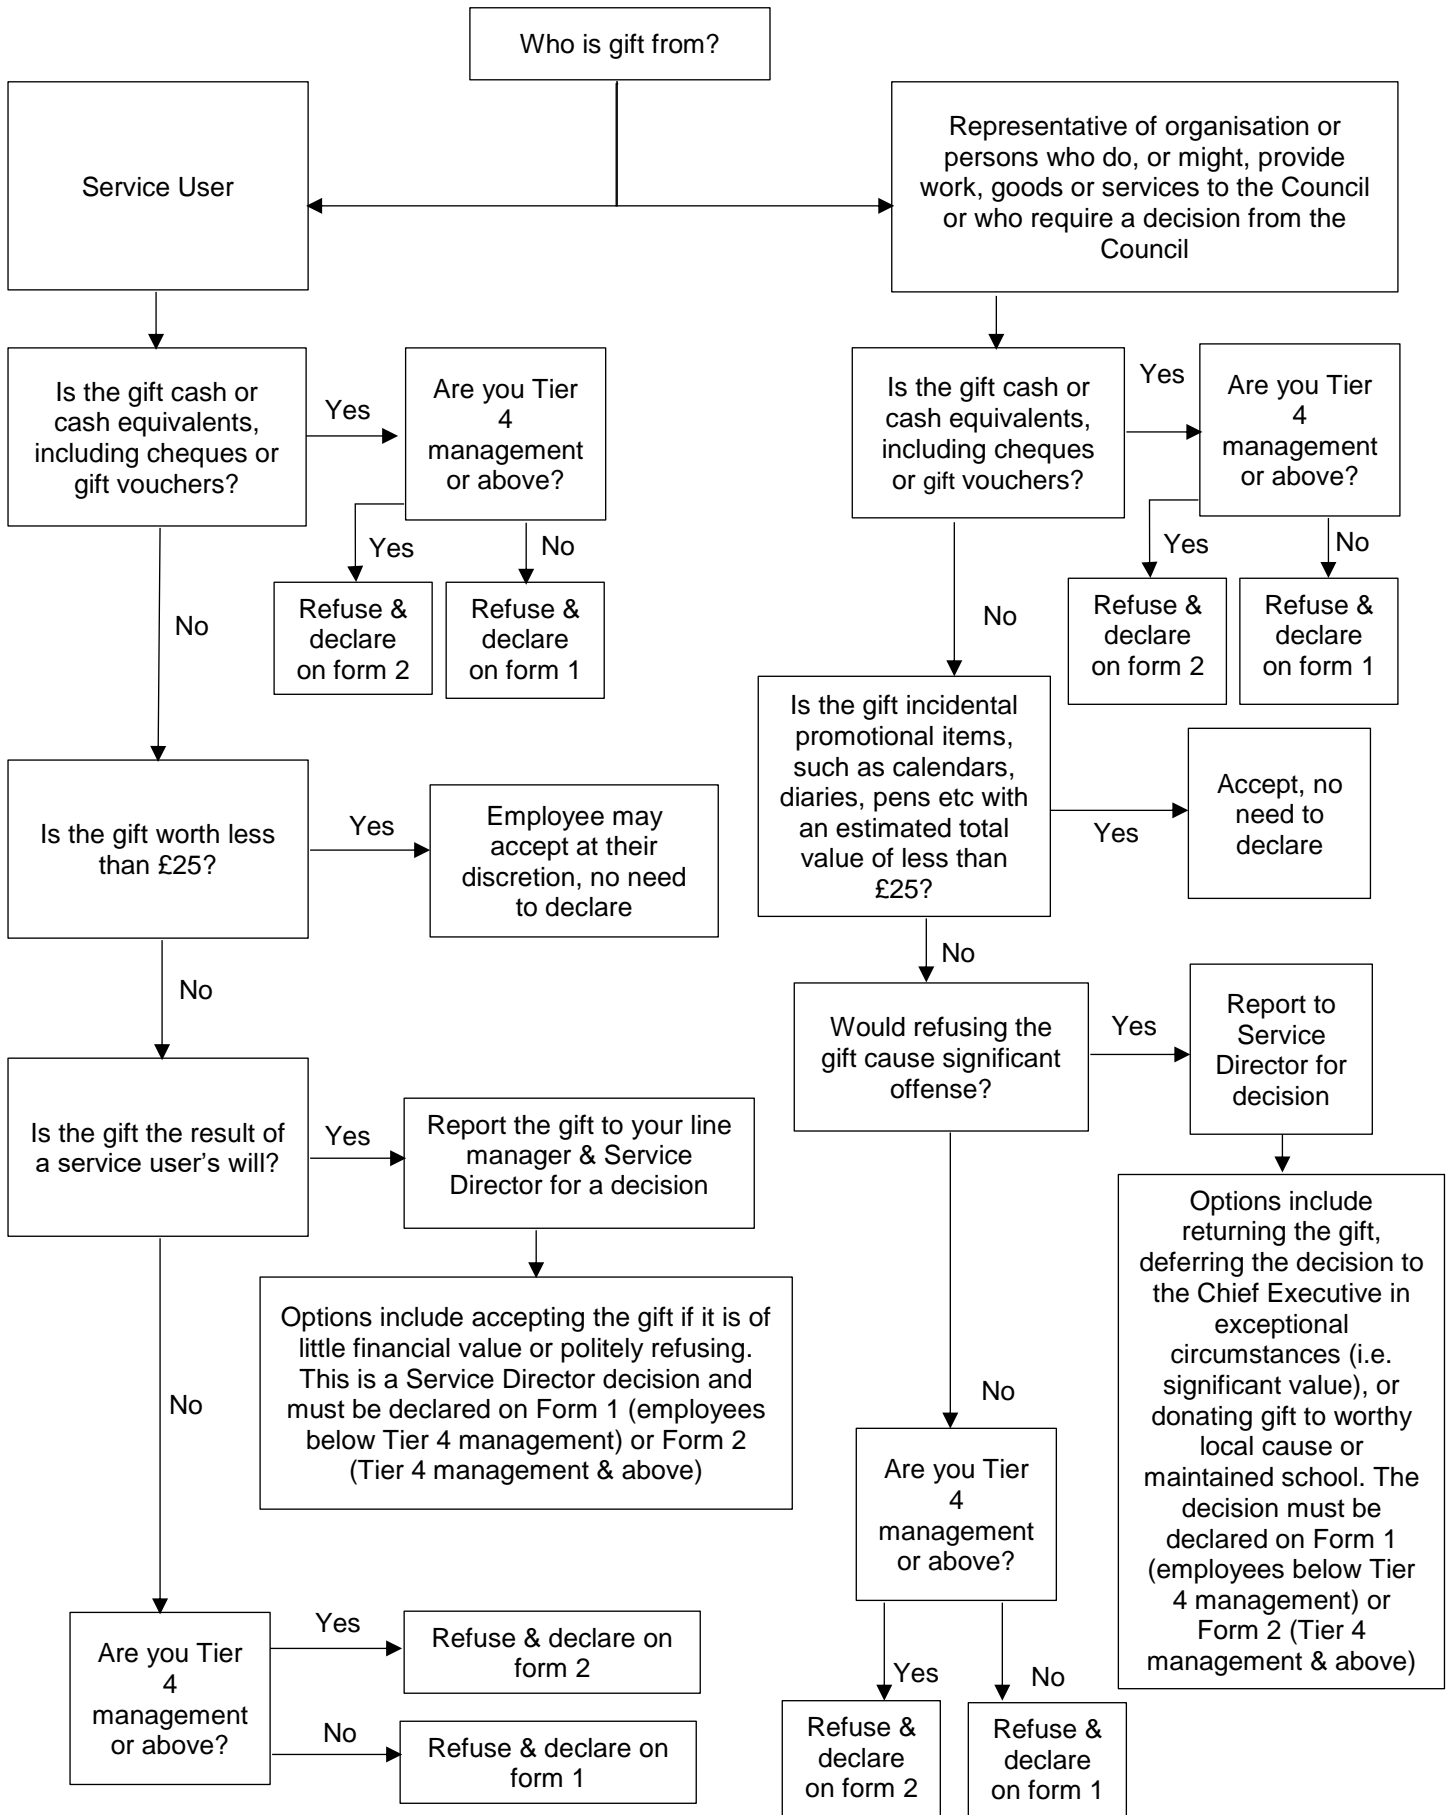 Who is gift from?
Service User
Representative of organisation or
persons who do, or might, provide
work, goods or services to the Council
or who require a decision from the
Council
Is the gift cash or
cash equivalents,
including cheques or
gift vouchers?
Yes
Are you Tier
4
management
or above?
Yes
No
Refuse &
declare
on form 2
Refuse &
declare
on form 1
No
Is the gift worth less
than £25?
Yes
Employee may
accept at their
discretion, no need
to declare
No
Is the gift the result of
a service user’s will?
Yes
Report the gift to your line
manager & Service
Director for a decision
Options include accepting the gift if it is of
little financial value or politely refusing.
This is a Service Director decision and
must be declared on Form 1 (employees
below Tier 4 management) or Form 2
(Tier 4 management & above)
No
Are you Tier
4
management
or above?
Yes
Refuse & declare on
form 2
No
Refuse & declare on
form 1
Is the gift cash or
cash equivalents,
including cheques
or gift vouchers?
Yes
Are you Tier
4
management
or above?
Yes
No
Refuse &
declare
on form 2
Refuse &
declare
on form 1
No
Is the gift incidental
promotional items,
such as calendars,
diaries, pens etc with
an estimated total
value of less than
£25?
Yes
Accept, no
need to
declare
No
Would refusing the
gift cause significant
offense?
Yes
Report to
Service
Director for
decision
Options include
returning the gift,
deferring the decision to
the Chief Executive in
exceptional
circumstances (i.e.
significant value), or
donating gift to worthy
local cause or
maintained school. The
decision must be
declared on Form 1
(employees below Tier
4 management) or
Form 2 (Tier 4
management & above)
No
Are you Tier
4
management
or above?
Yes
No
Refuse &
declare
on form 2
Refuse &
declare
on form 1